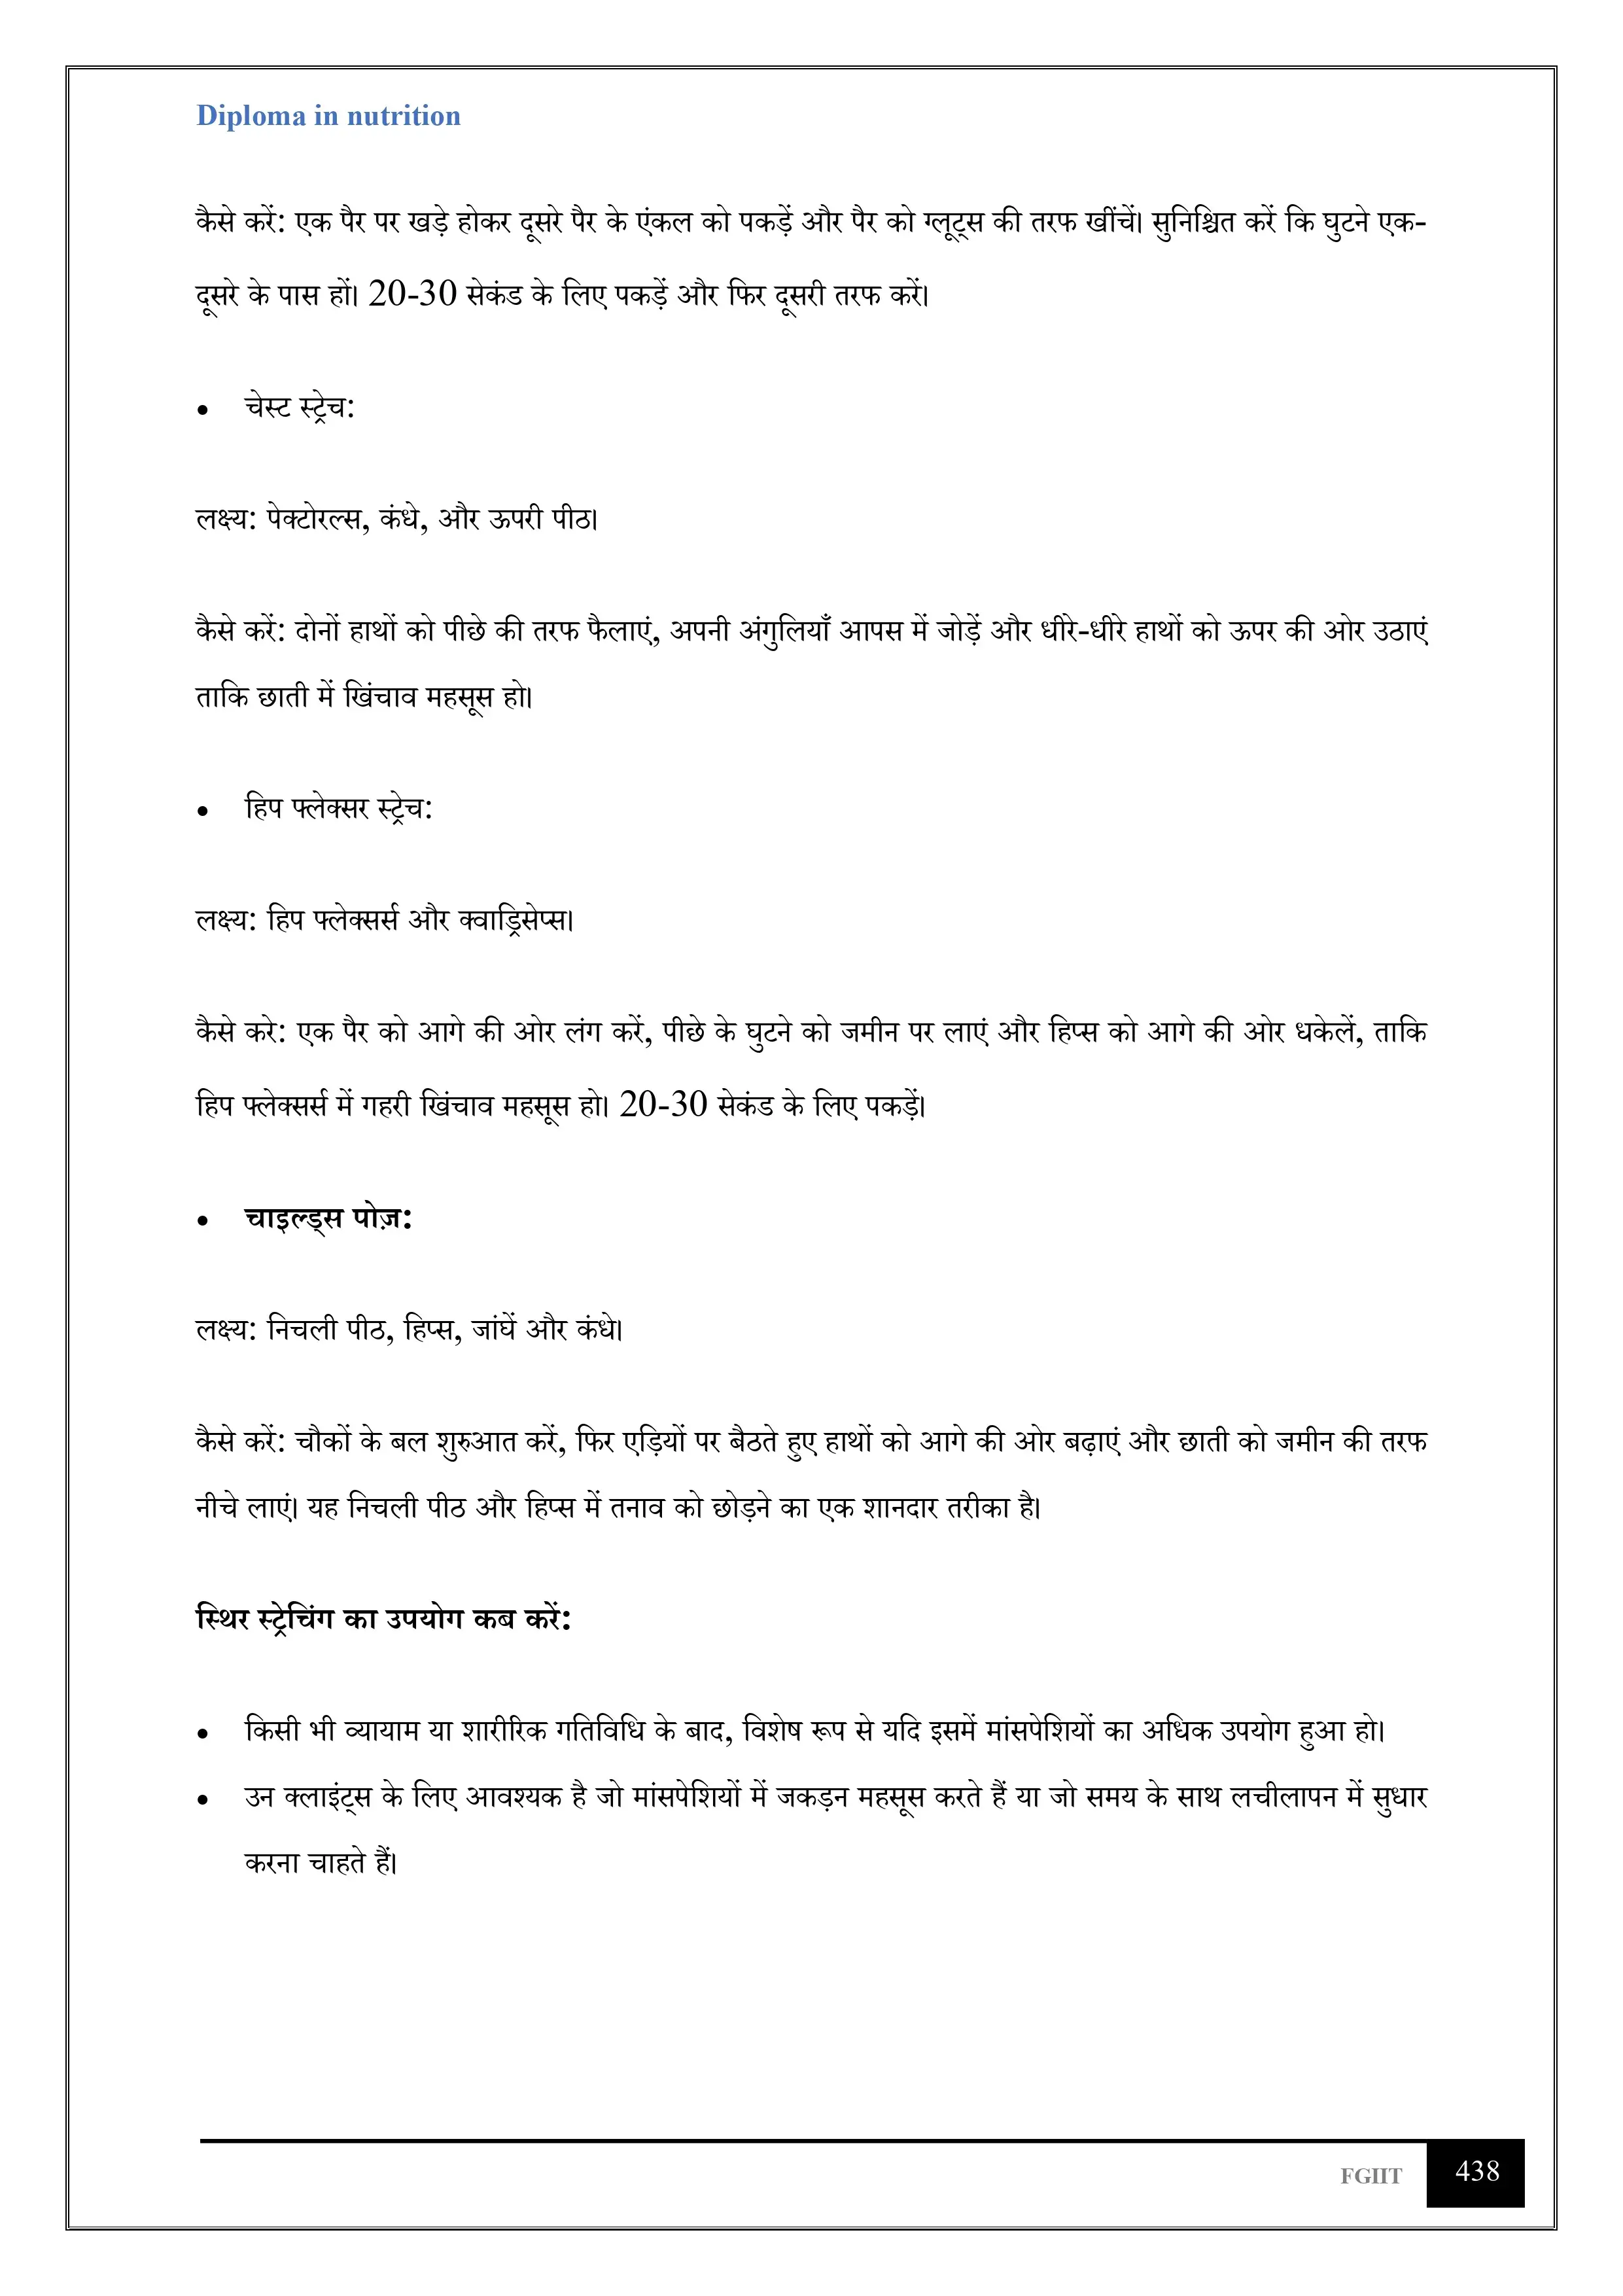 Diploma in nutrition
कैसे करें: एक पैर पर खड़े होकर दूसरे पैर के एंकल को पकड़ें और पैर को ग्लूट्स की तरफ खींचें। सुनिश्चित करें कि घुटने एक-
दूसरे के पास हों। 20-30 सेकंड के लिए पकड़ें और फिर दूसरी तरफ करें।
• चेस्ट स्ट्रेच:
लक्ष्य: पेक्टोरल्स, कंधे, और ऊपरी पीठ।
कैसे करें: दोनों हाथों को पीछे की तरफ फैलाएं, अपनी अंगुलियाँ आपस में जोड़ें और धीरे-धीरे हाथों को ऊपर की ओर उठाएं
ताकि छाती में खिंचाव महसूस हो।
• हिप फ्लेक्सर स्ट्रेच:
लक्ष्य: हिप फ्लेक्सर्स और क्वाड्रिसेप्स।
कैसे करे: एक पैर को आगे की ओर लंग करें, पीछे के घुटने को जमीन पर लाएं और हिप्स को आगे की ओर धकेलें, ताकि
हिप फ्लेक्सर्स में गहरी खिंचाव महसूस हो। 20-30 सेकंड के लिए पकड़ें।
• चाइल्ड्स पोज़:
लक्ष्य: निचली पीठ, हिप्स, जांघें और कंधे।
कैसे करें: चौकों के बल शुरुआत करें, फिर एड़ियों पर बैठते हुए हाथों को आगे की ओर बढ़ाएं और छाती को जमीन की तरफ
नीचे लाएं। यह निचली पीठ और हिप्स में तनाव को छोड़ने का एक शानदार तरीका है।
स्थिर स्ट्रेचिंग का उपयोग कब करें:
• किसी भी व्यायाम या शारीरिक गतिविधि के बाद, विशेष रूप से यदि इसमें मांसपेशियों का अधिक उपयोग हुआ हो।
• उन क्लाइंट्स के लिए आवश्यक है जो मांसपेशियों में जकड़न महसूस करते हैं या जो समय के साथ लचीलापन में सुधार
करना चाहते हैं।
FGIIT 438